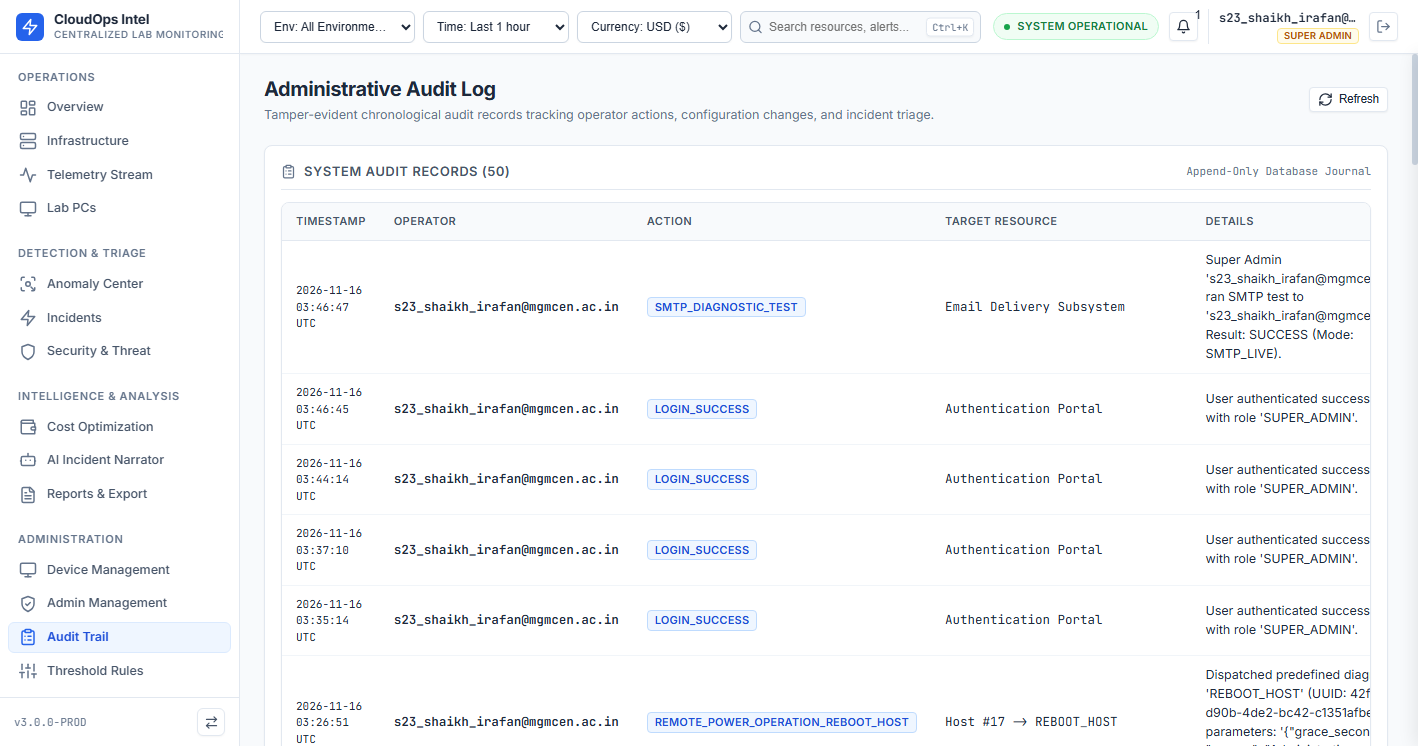 CloudOps Intel
CENTRALIZED LAB MONITORING
Env: All Environme...
Time: Last 1 hour
Currency: USD ($)
Search resources, alerts...
Ctrl+K
SYSTEM OPERATIONAL
1
s23_shaikh_irafan@...
SUPER ADMIN
OPERATIONS
Overview
Infrastructure
Telemetry Stream
Lab PCs
DETECTION & TRIAGE
Anomaly Center
Incidents
Security & Threat
INTELLIGENCE & ANALYSIS
Cost Optimization
AI Incident Narrator
Reports & Export
ADMINISTRATION
Device Management
Admin Management
Audit Trail
Threshold Rules
v3.0.0-PROD
Administrative Audit Log
Tamper-evident chronological audit records tracking operator actions, configuration changes, and incident triage.
Refresh
SYSTEM AUDIT RECORDS (50)
Append-Only Database Journal
TIMESTAMP OPERATOR ACTION TARGET RESOURCE DETAILS
2026-11-16
03:46:47
UTC
s23_shaikh_irafan@mgmcen.ac.in
SMTP_DIAGNOSTIC_TEST
Email Delivery Subsystem
Super Admin
's23_shaikh_irafan@mgmce
ran SMTP test to
's23_shaikh_irafan@mgmce
Result: SUCCESS (Mode:
SMTP_LIVE).
2026-11-16
03:46:45
UTC
s23_shaikh_irafan@mgmcen.ac.in
LOGIN_SUCCESS
Authentication Portal
User authenticated success
with role 'SUPER_ADMIN'.
2026-11-16
03:44:14
UTC
s23_shaikh_irafan@mgmcen.ac.in
LOGIN_SUCCESS
Authentication Portal
User authenticated success
with role 'SUPER_ADMIN'.
2026-11-16
03:37:10
UTC
s23_shaikh_irafan@mgmcen.ac.in
LOGIN_SUCCESS
Authentication Portal
User authenticated success
with role 'SUPER_ADMIN'.
2026-11-16
03:35:14
UTC
s23_shaikh_irafan@mgmcen.ac.in
LOGIN_SUCCESS
Authentication Portal
User authenticated success
with role 'SUPER_ADMIN'.
2026-11-16
03:26:51
UTC
s23_shaikh_irafan@mgmcen.ac.in
REMOTE_POWER_OPERATION_REBOOT_HOST
Host #17 → REBOOT_HOST
Dispatched predefined diag
'REBOOT_HOST' (UUID: 42f
d90b-4de2-bc42-c1351afbe
parameters: '{"grace_secon